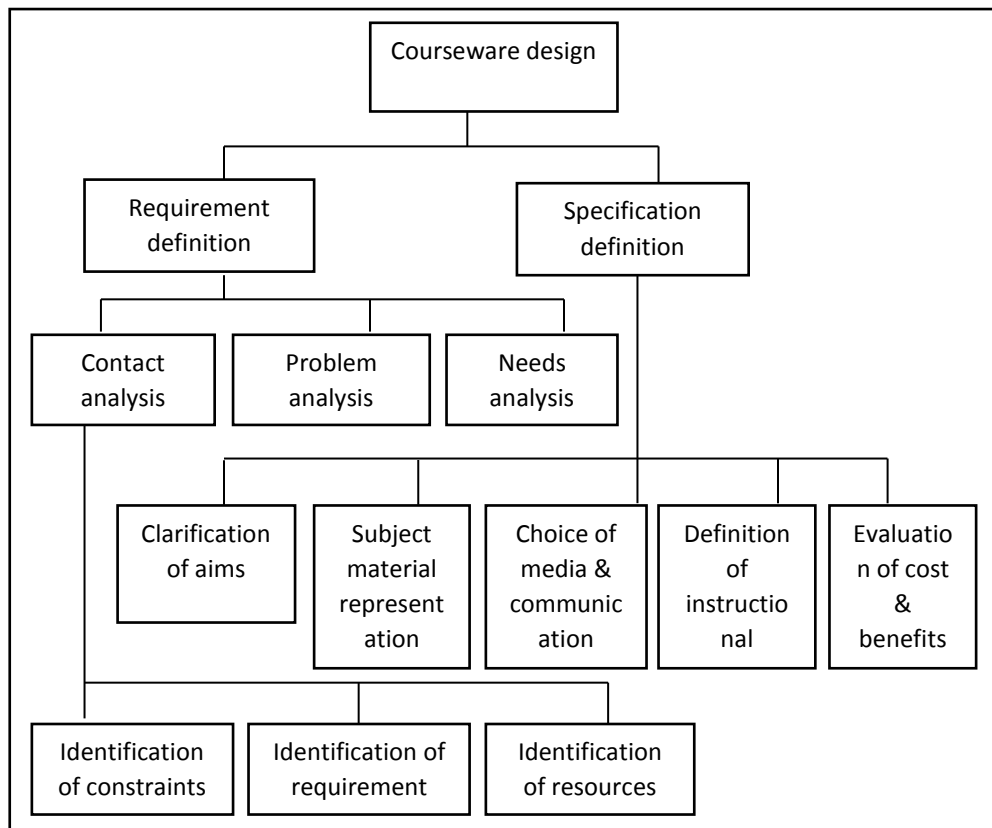 Courseware design
Requirement
definition
Specification
definition
Contact
analysis
Problem
analysis
Needs
analysis
Clarification
of aims
Subject
material
represent
ation
Choice of
media &
communic
ation
Definition
of
instructio
nal
Evaluatio
n of cost
&
benefits
Identification
of constraints
Identification of
requirement
Identification
of resources